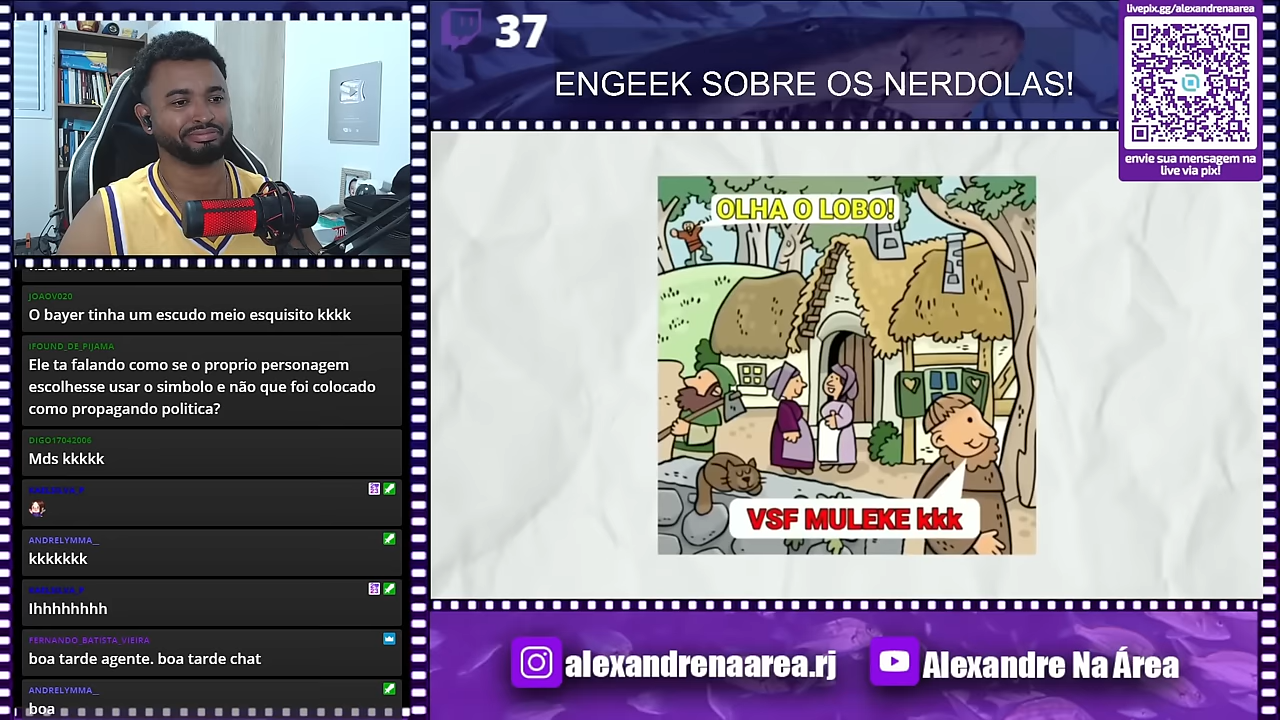 37
ENGEEK SOBRE OS NERDOLAS!
livepix.gg/alexandrenaarea
envie sua mensagem na
live via pix!
OLHA O LOBO!
VSF MULEKE kkk
JOAOV020
O bayer tinha um escudo meio esquisito kkkk
IFOUND_DE_PIJAMA
Ele ta falando como se o proprio personagem
escolhesse usar o simbolo e não que foi colocado
como propagando politica?
DIGO17042006
Mds kkkkk
ANDRELYMMA_
kkkkkkk
Ihhhhhhhh
FERNANDO_BATISTA_VIEIRA
boa tarde agente. boa tarde chat
ANDRELYMMA_
boa
alexandrenaarea.rj
Alexandre Na Área